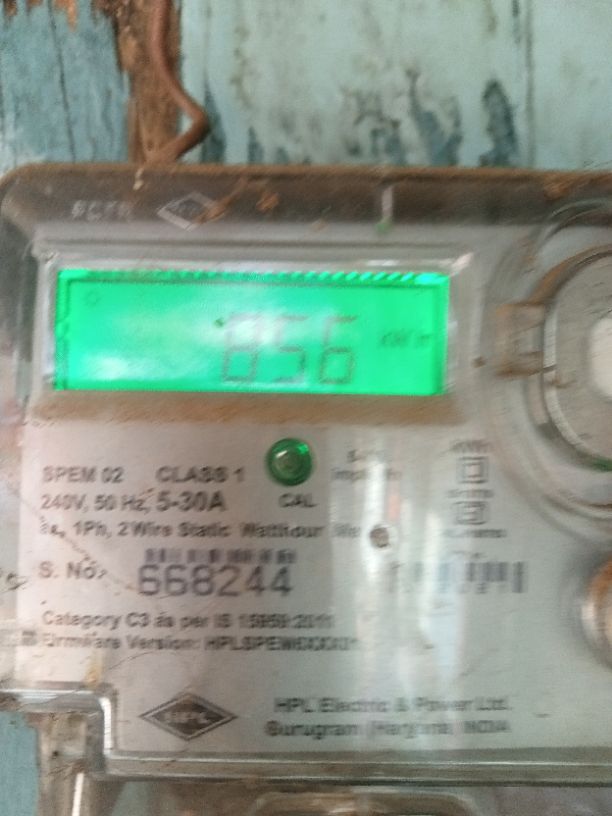 856 kWh
SPEM 02 CLASS 1
240V, 50 Hz, 5-30A
CAL
1Ph, 2 Wire Static Watthour
S. No.
668244
Category C3 as per IS 15959:2011
Firmware Version:
HPL
HPL Electric & Power Ltd.
Gurugram (Haryana) INDIA